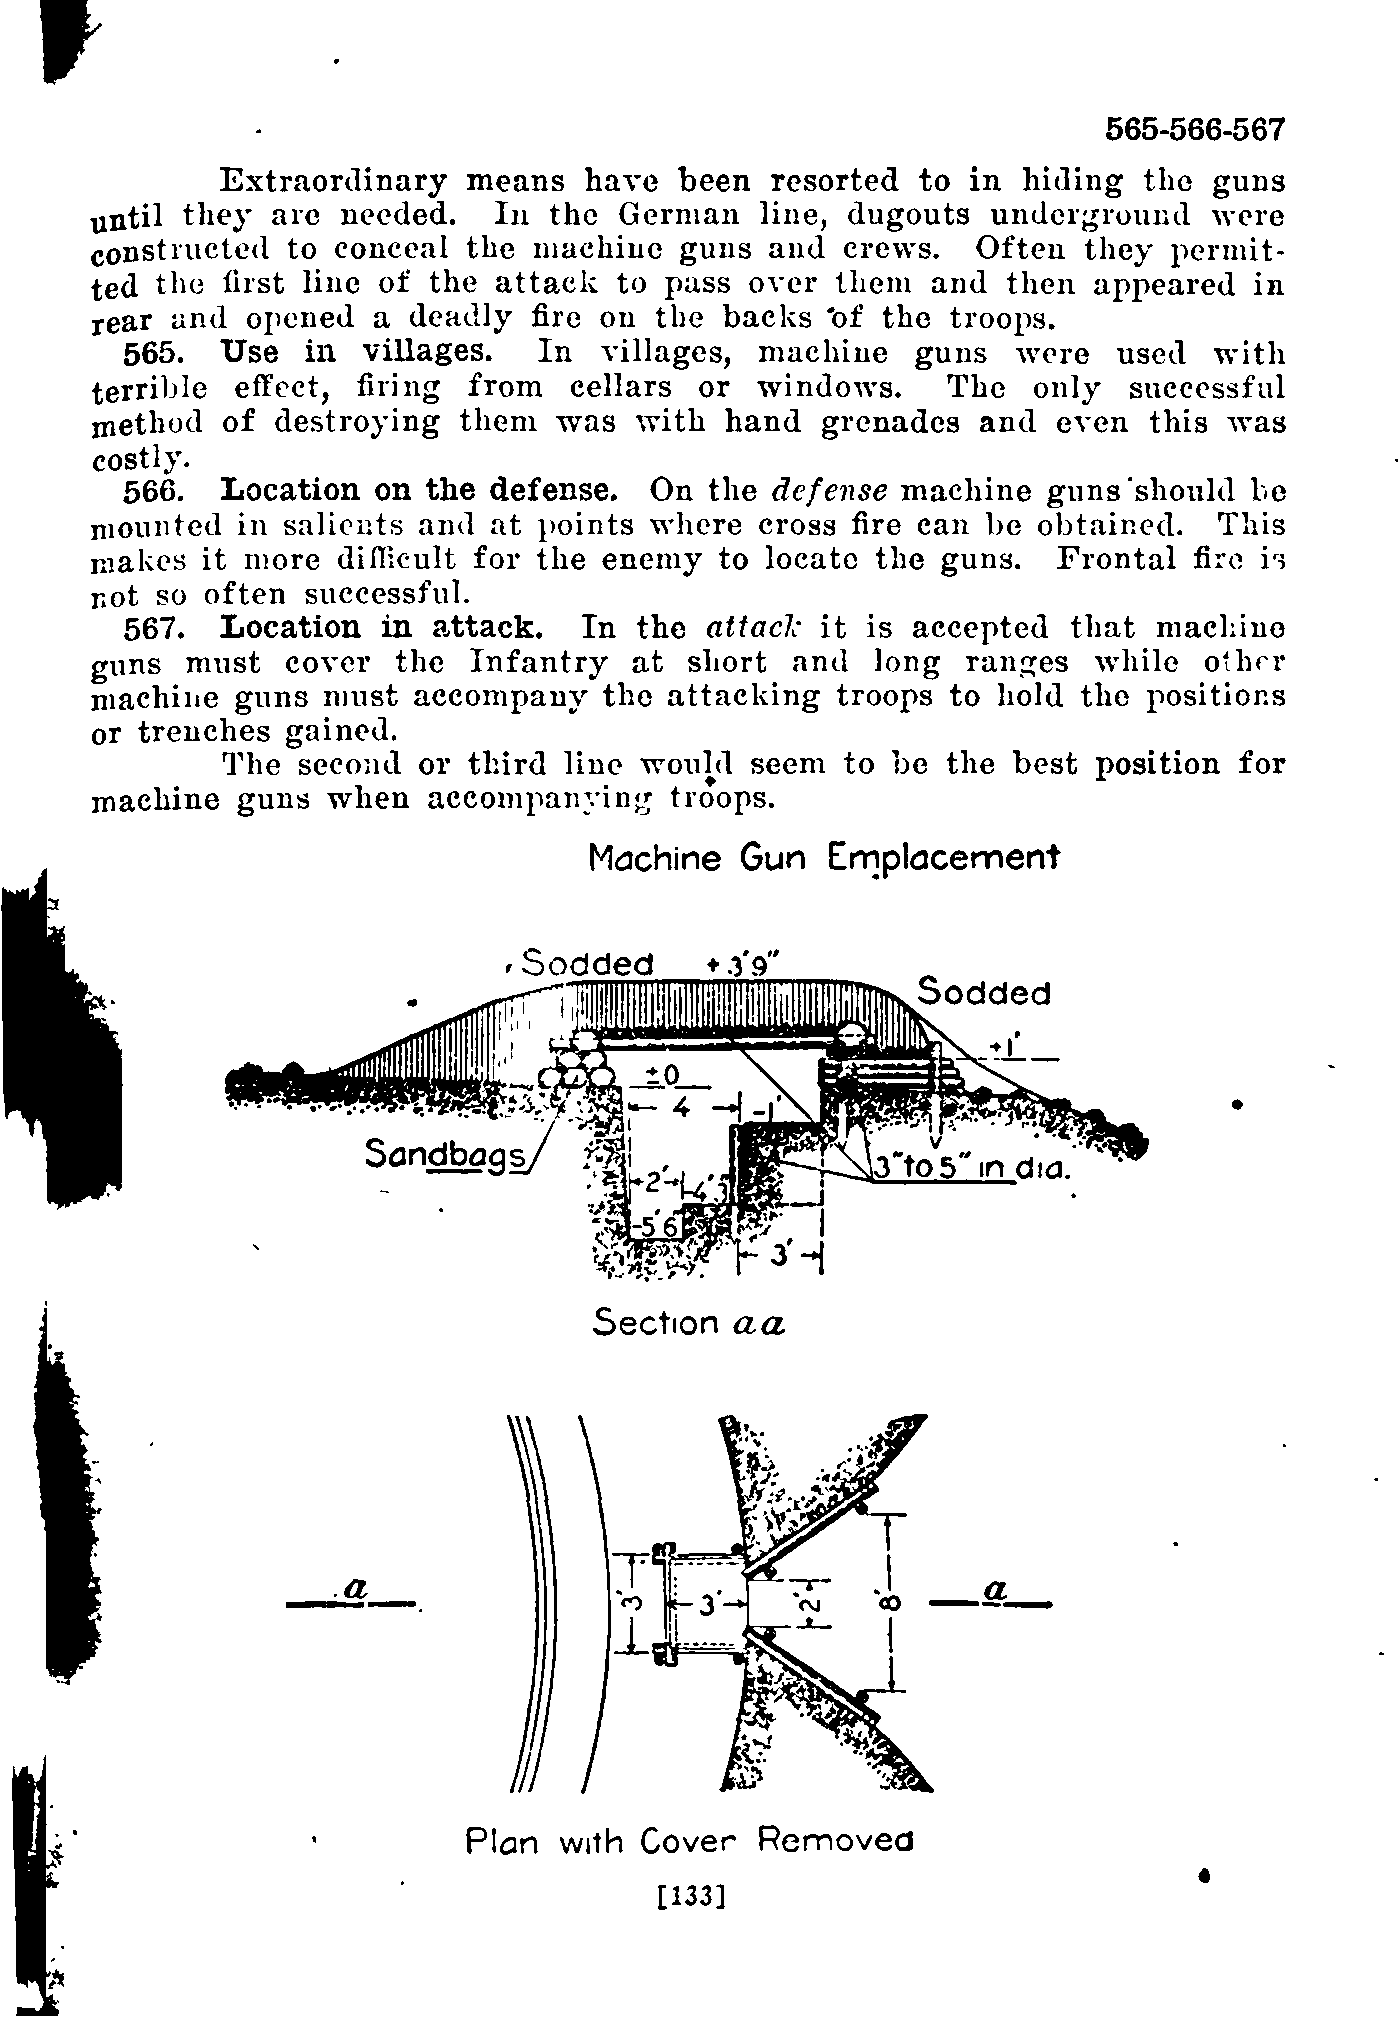 565-566-567
Extraordinary means have been resorted to in hiding the guns
until they are needed. In the German line, dugouts underground were
constructed to conceal the machine guns and crews. Often they permit-
ted the first line of the attack to pass over them and then appeared in
rear and opened a deadly fire on the backs of the troops.
565. Use in villages. In villages, machine guns were used with
terrible effect, firing from cellars or windows. The only successful
method of destroying them was with hand grenades and even this was
costly.
566. Location on the defense. On the defense machine guns should be
mounted in salients and at points where cross fire can be obtained. This
makes it more difficult for the enemy to locate the guns. Frontal fire is
not so often successful.
567. Location in attack. In the attack it is accepted that machine
guns must cover the Infantry at short and long ranges while other
machine guns must accompany the attacking troops to hold the positions
or trenches gained.
The second or third line would seem to be the best position for
machine guns when accompanying troops.
Machine Gun Emplacement
Sodded +3'9"
Sodded
+1'
±0
4 -1'
Sandbags
3" to 5" in dia.
2' -4'3
-5'6
3'
Section aa
a a
3' 3' 2' 8'
Plan with Cover Removed
[133]